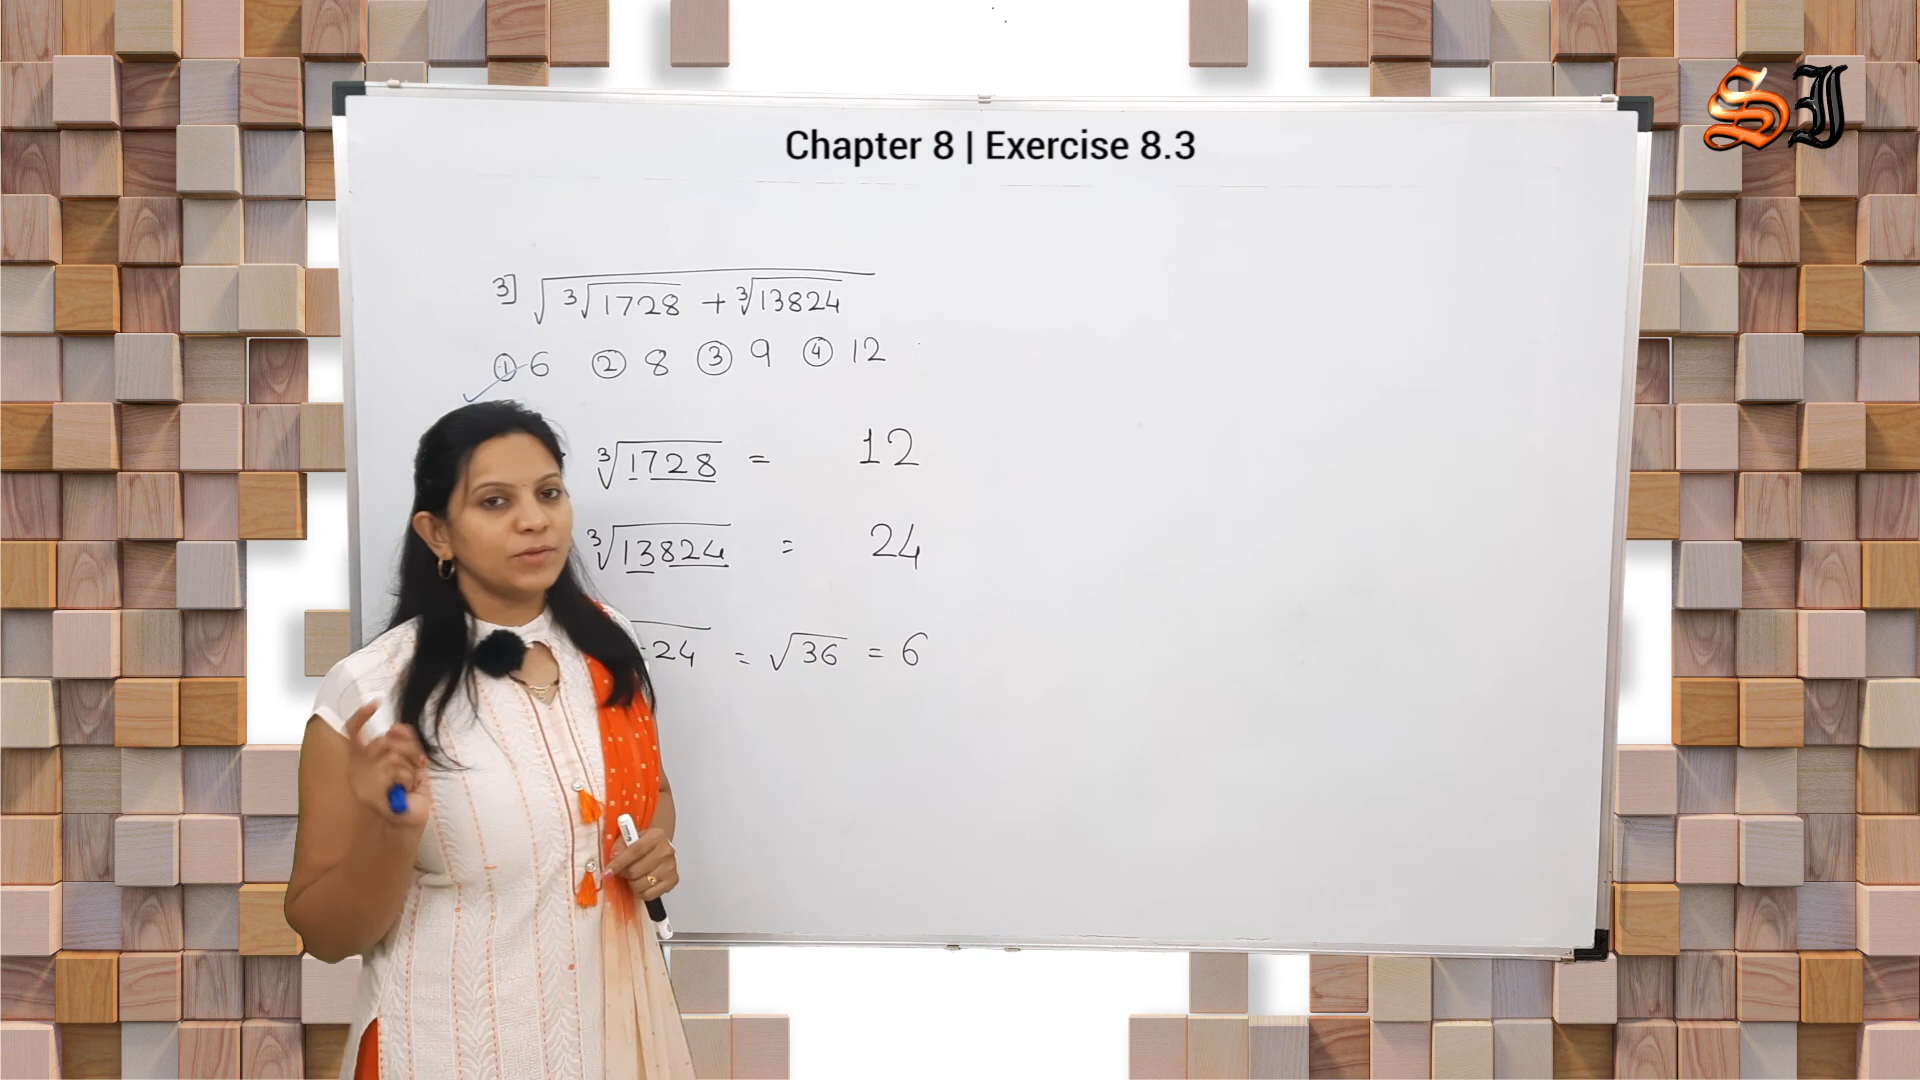 SJ
Chapter 8 | Exercise 8.3
3] √(∛1728 + ∛13824)
① 6 ② 8 ③ 9 ④ 12
∛1728 = 12
∛13824 = 24
24 = √36 = 6